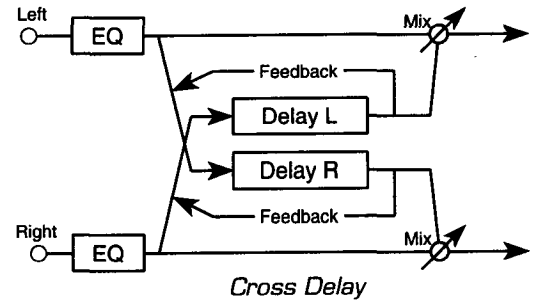 Left
EQ
Mix
Feedback
Delay L
Delay R
Feedback
Right
EQ
Mix
Cross Delay